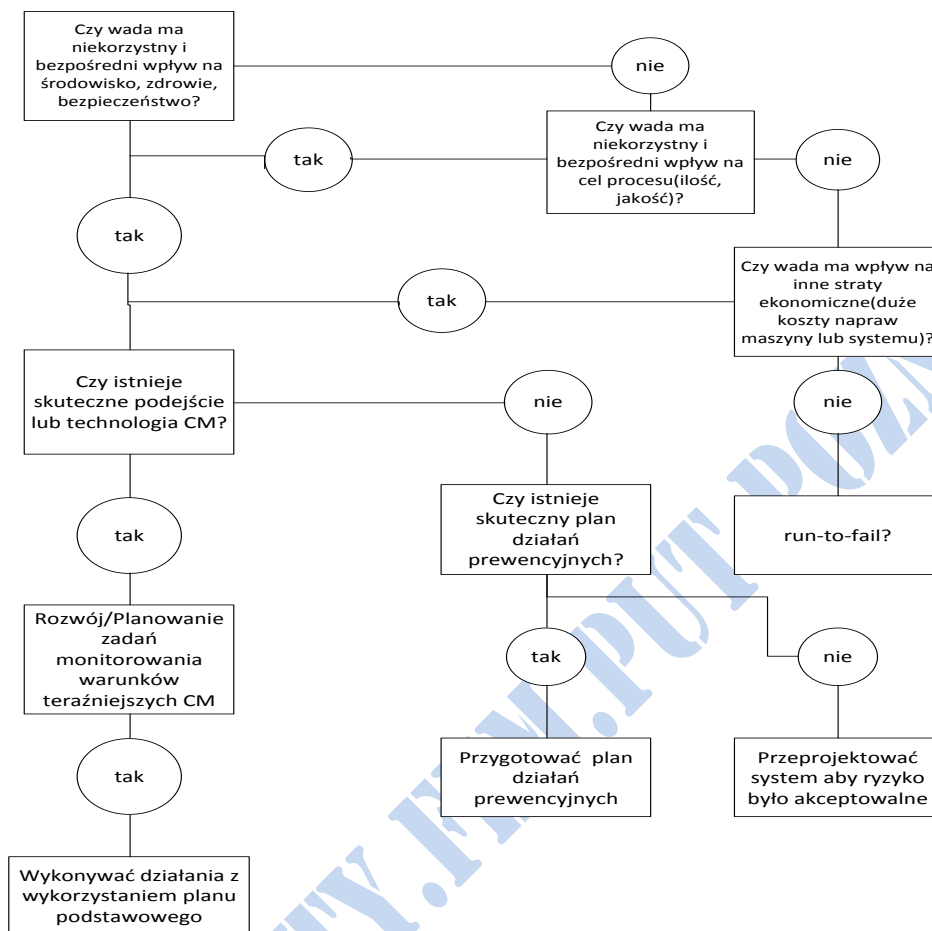 Czy wada ma
niekorzystny i
bezpośredni wpływ na
środowisko, zdrowie,
bezpieczeństwo?
nie
tak
Czy wada ma
niekorzystny i
bezpośredni wpływ na
cel procesu(ilość,
jakość)?
nie
tak
Czy wada ma wpływ na
inne straty
ekonomiczne(duże
koszty napraw
maszyny lub systemu)?
tak
Czy istnieje
skuteczne podejście
lub technologia CM?
nie
nie
tak
Czy istnieje
skuteczny plan
działań
prewencyjnych?
run-to-fail?
Rozwój/Planowanie
zadań
monitorowania
warunków
teraźniejszych CM
tak
nie
tak
Przygotować plan
działań
prewencyjnych
Przeprojektować
system aby ryzyko
było akceptowalne
Wykonywać działania z
wykorzystaniem planu
podstawowego
TY.FEM.PUT POZN